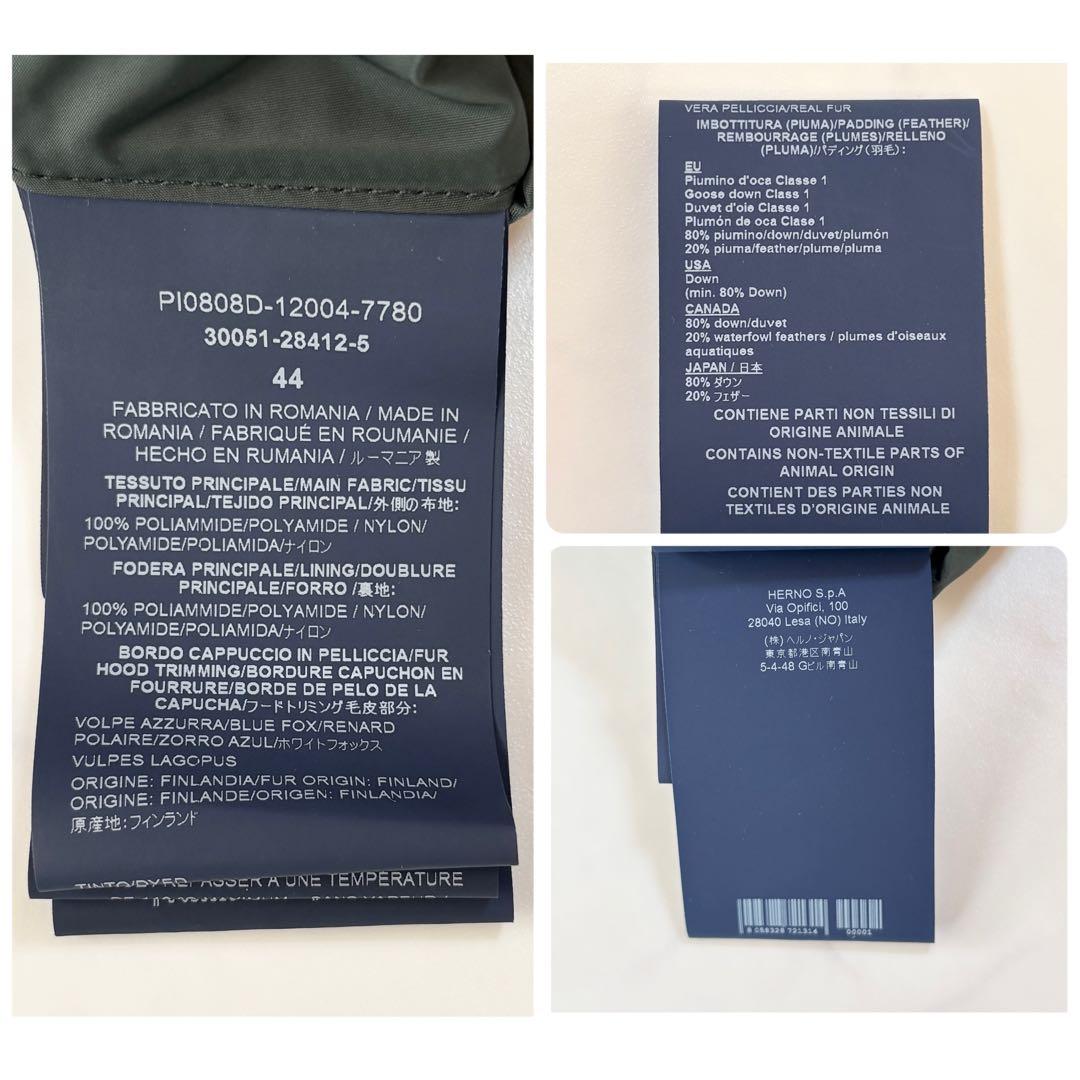 PI0808D-12004-7780
30051-28412-5
44
FABBRICATO IN ROMANIA / MADE IN
ROMANIA / FABRIQUÉ EN ROUMANIE /
HECHO EN RUMANIA / ルーマニア製
TESSUTO PRINCIPALE/MAIN FABRIC/TISSU
PRINCIPAL/TEJIDO PRINCIPAL/外側の布地:
100% POLIAMMIDE/POLYAMIDE / NYLON/
POLYAMIDE/POLIAMIDA/ナイロン
FODERA PRINCIPALE/LINING/DOUBLURE
PRINCIPALE/FORRO /裏地:
100% POLIAMMIDE/POLYAMIDE / NYLON/
POLYAMIDE/POLIAMIDA/ナイロン
BORDO CAPPUCCIO IN PELLICCIA/FUR
HOOD TRIMMING/BORDURE CAPUCHON EN
FOURRURE/BORDE DE PELO DE LA
CAPUCHA/フードトリミング毛皮部分:
VOLPE AZZURRA/BLUE FOX/RENARD
POLAIRE/ZORRO AZUL/ホワイトフォックス
VULPES LAGOPUS
ORIGINE: FINLANDIA/FUR ORIGIN: FINLAND/
ORIGINE: FINLANDE/ORIGEN: FINLANDIA/
原産地:フィンランド
A UNE TEMPÉRATURE
VERA PELLICCIA/REAL FUR
IMBOTTITURA (PIUMA)/PADDING (FEATHER)/
REMBOURRAGE (PLUMES)/RELLENO
(PLUMA)/パディング(羽毛):
EU
Piumino d'oca Classe 1
Goose down Class 1
Duvet d'oie Classe 1
Plumón de oca Clase 1
80% piumino/down/duvet/plumón
20% piuma/feather/plume/pluma
USA
Down
(min. 80% Down)
CANADA
80% down/duvet
20% waterfowl feathers / plumes d'oiseaux
aquatiques
JAPAN / 日本
80% ダウン
20% フェザー
CONTIENE PARTI NON TESSILI DI
ORIGINE ANIMALE
CONTAINS NON-TEXTILE PARTS OF
ANIMAL ORIGIN
CONTIENT DES PARTIES NON
TEXTILES D'ORIGINE ANIMALE
HERNO S.p.A
Via Opifici, 100
28040 Lesa (NO) Italy
(株)ヘルノ・ジャパン
東京都港区南青山
5-4-48 Gビル南青山
8 058328 721314
00001